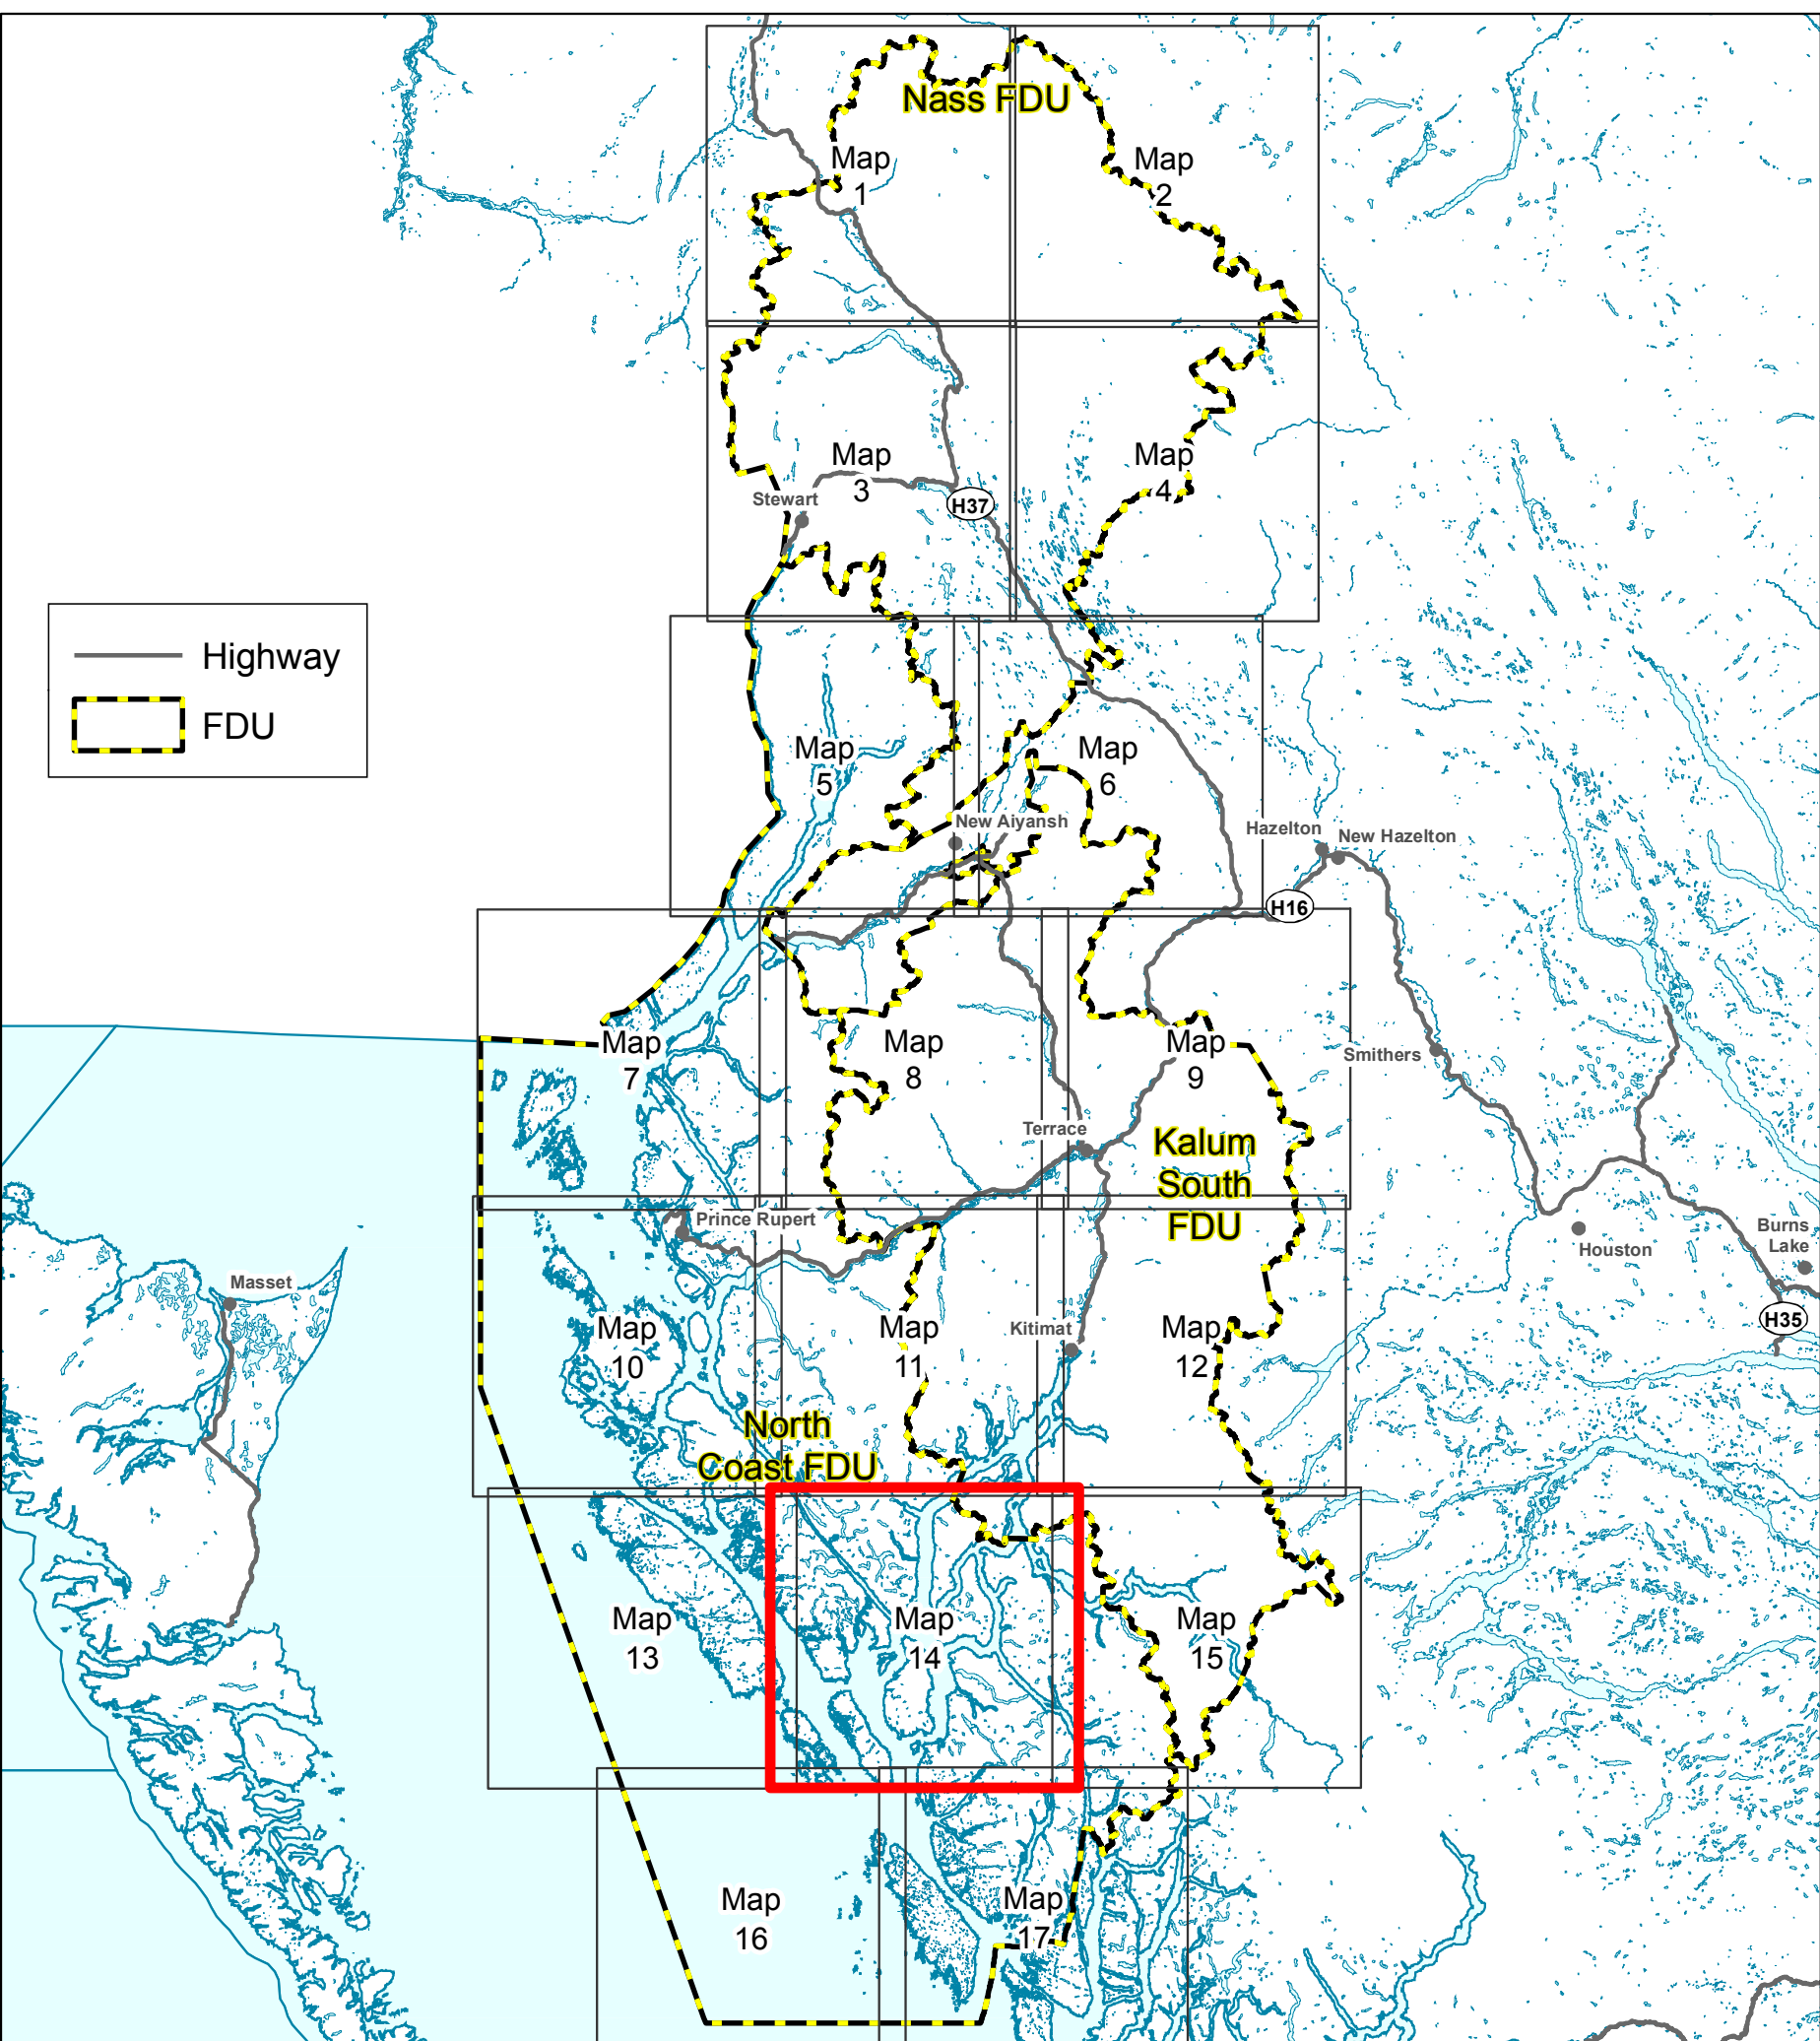 Nass FDU
Map
1
Map
2
Map
3
Map
4
Stewart
H37
Highway
FDU
Map
5
Map
6
New Aiyansh
Hazelton
New Hazelton
H16
Map
7
Map
8
Map
9
Smithers
Terrace
Kalum
South
FDU
Prince Rupert
Houston
Burns
Lake
Masset
H35
Map
10
Map
11
Kitimat
Map
12
North
Coast FDU
Map
13
Map
14
Map
15
Map
16
Map
17